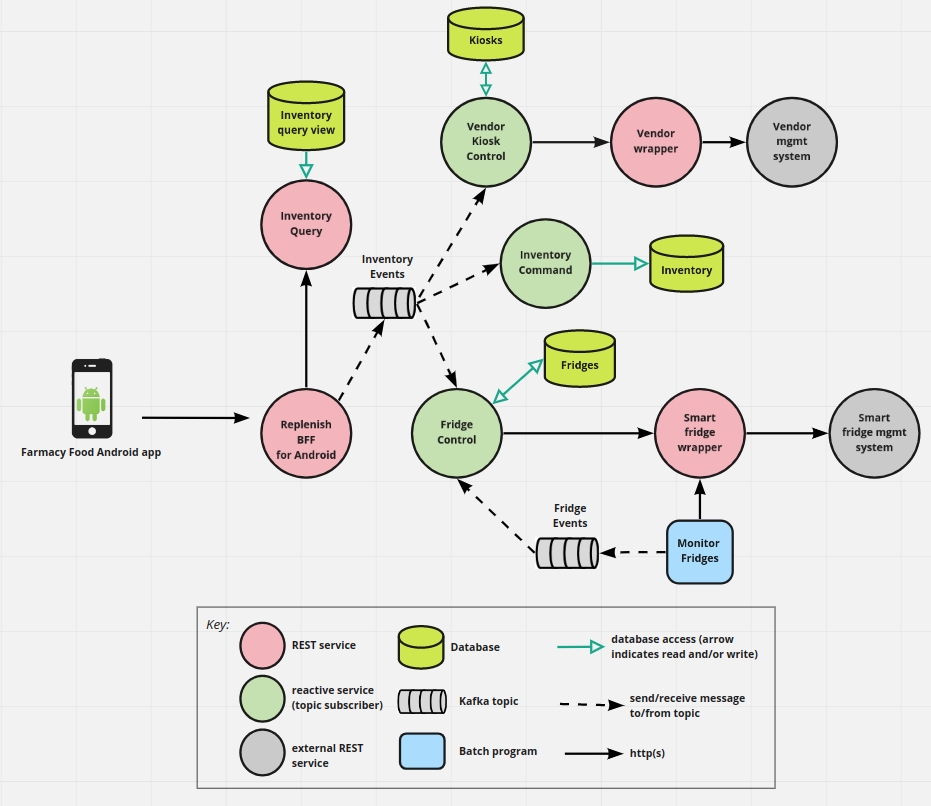 Kiosks
Inventory
query view
Vendor
Kiosk
Control
Vendor
wrapper
Vendor
mgmt
system
Inventory
Query
Inventory
Events
Inventory
Command
Inventory
Fridges
Farmacy Food Android app
Replenish
BFF
for Android
Fridge
Control
Smart
fridge
wrapper
Smart
fridge mgmt
system
Fridge
Events
Monitor
Fridges
Key:
REST service
Database
database access (arrow
indicates read and/or write)
reactive service
(topic subscriber)
Kafka topic
send/receive message
to/from topic
external REST
service
Batch program
http(s)